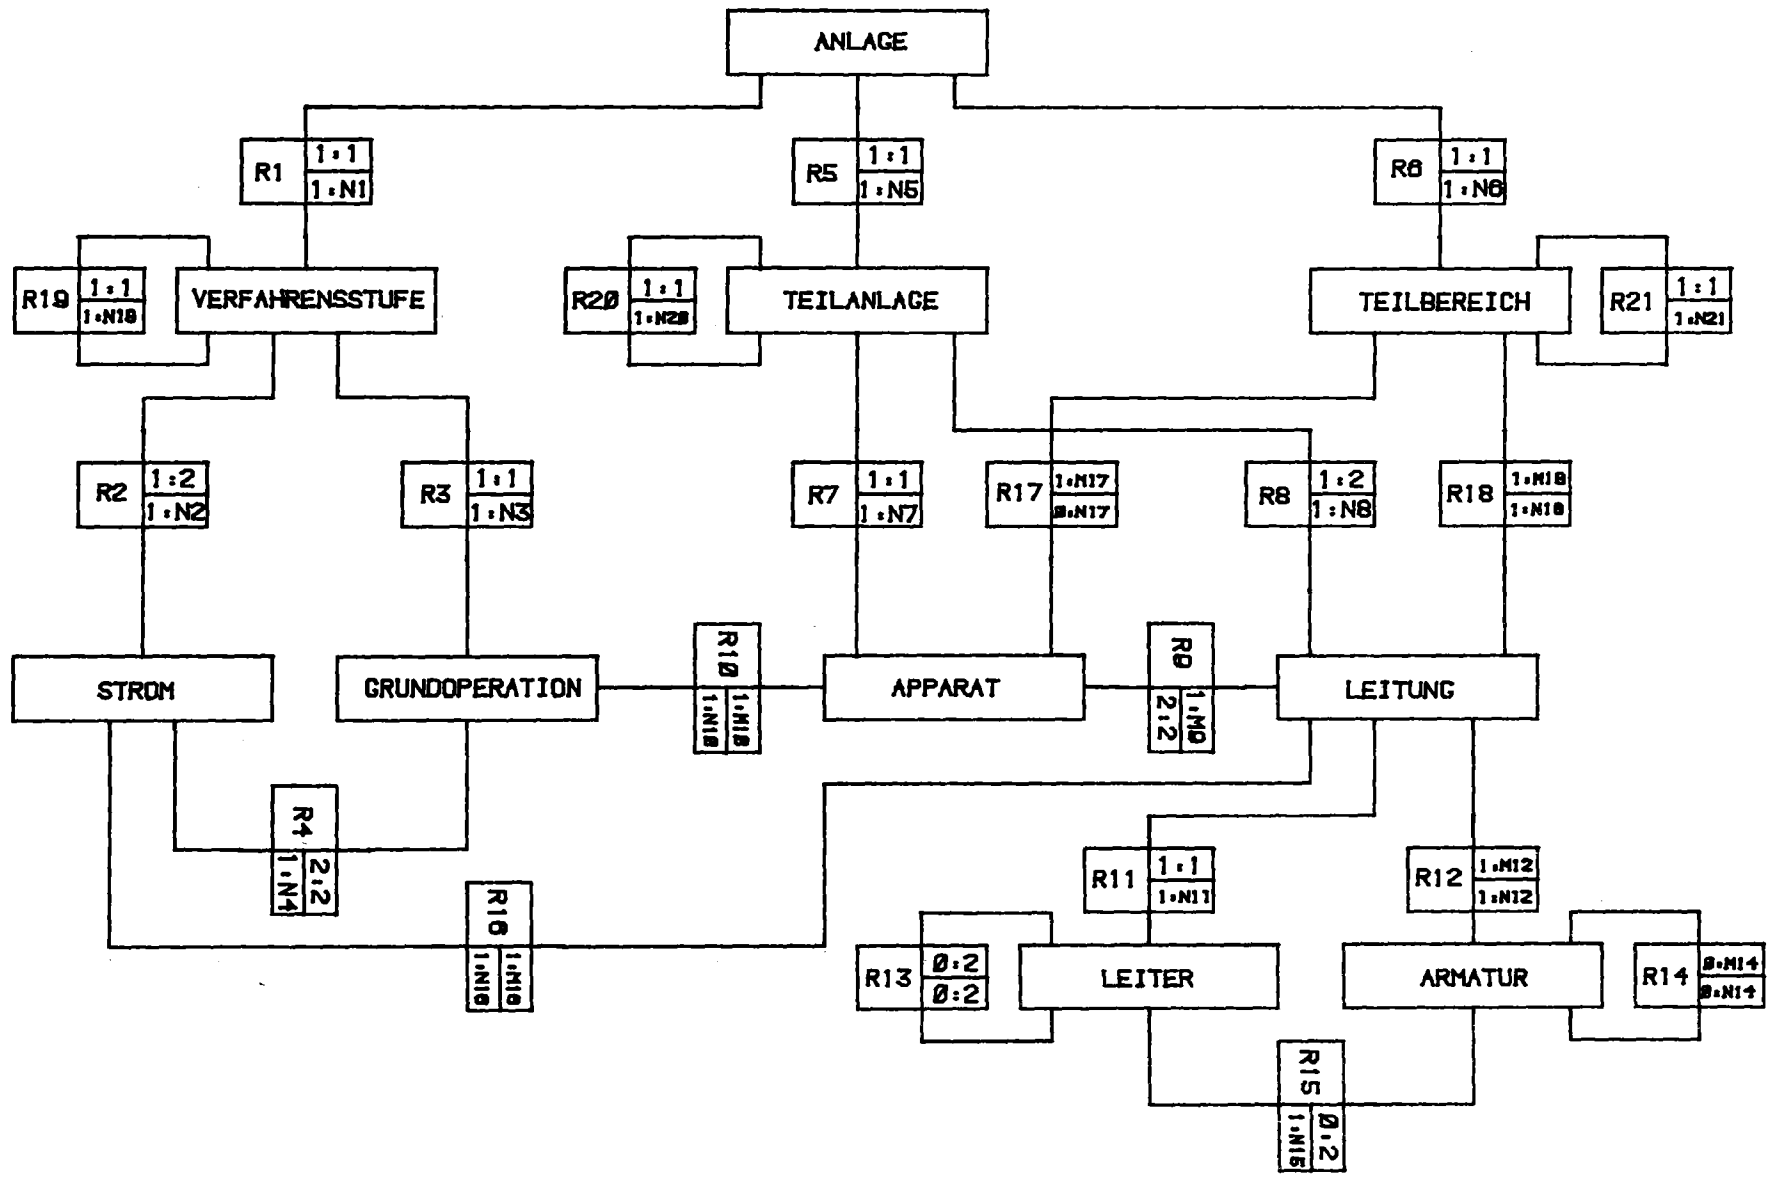 ANLAGE
R1
1:1
1:N1
R5
1:1
1:N5
R6
1:1
1:N6
R19
1:1
1:N19
VERFAHRENSSTUFE
R20
1:1
1:N20
TEILANLAGE
TEILBEREICH
R21
1:1
1:N21
R2
1:2
1:N2
R3
1:1
1:N3
R7
1:1
1:N7
R17
1:M17
0:N17
R8
1:2
1:N8
R18
1:M18
1:N18
STROM
GRUNDOPERATION
R10
1:M10
1:N10
APPARAT
R9
1:M9
2:2
LEITUNG
R4
2:2
1:N4
R16
1:M16
1:N16
R11
1:1
1:N11
R12
1:M12
1:N12
R13
0:2
0:2
LEITER
ARMATUR
R14
0:M14
0:N14
R15
0:2
1:N15